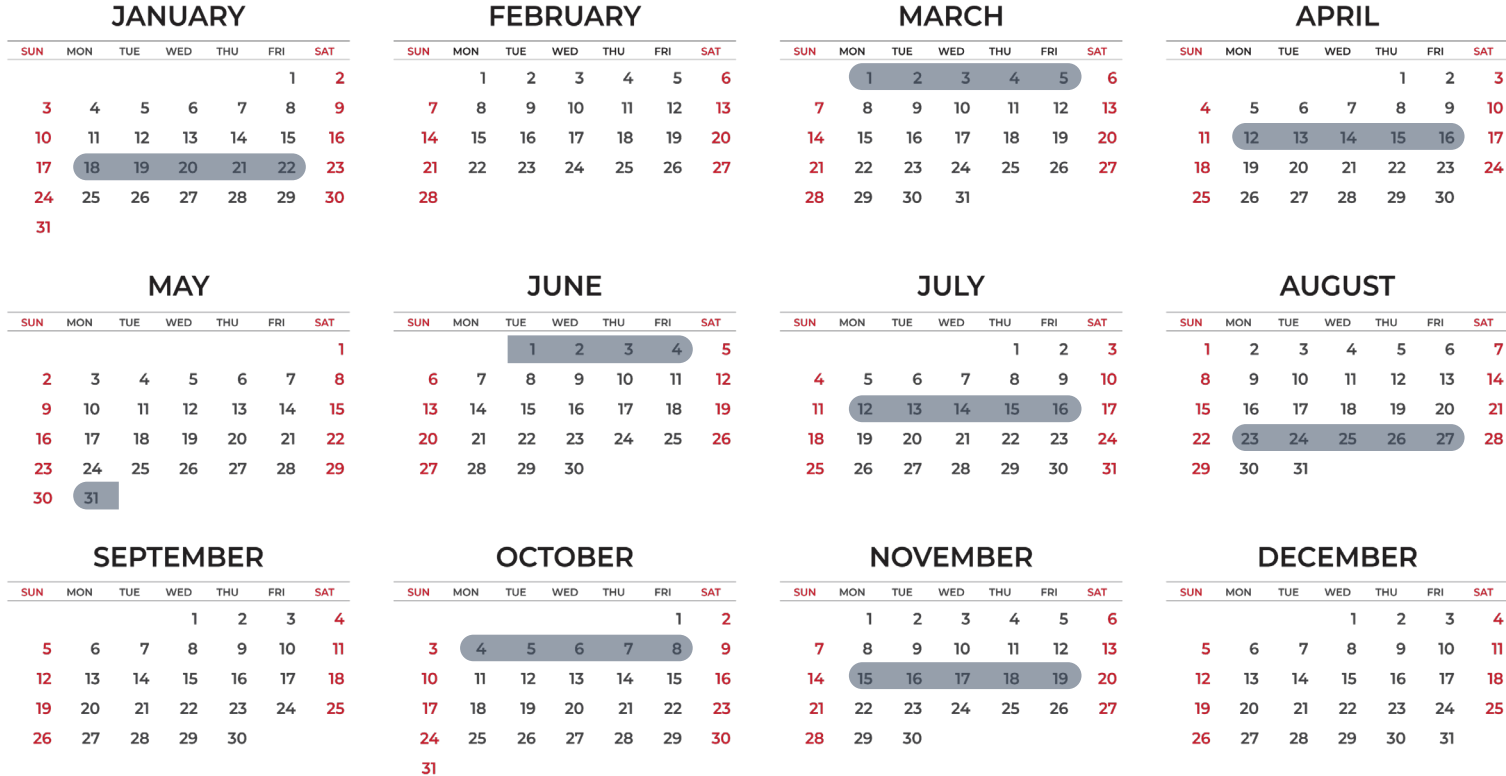 JANUARY FEBRUARY MARCH APRIL
SUN MON TUE WED THU FRI SAT SUN MON TUE WED THU FRI SAT SUN MON TUE WED THU FRI SAT SUN MON TUE WED THU FRI SAT
1 2 1 2 3 4 5 6 1 2 3 4 5 6 1 2 3
3 4 5 6 7 8 9 7 8 9 10 11 12 13 7 8 9 10 11 12 13 4 5 6 7 8 9 10
10 11 12 13 14 15 16 14 15 16 17 18 19 20 14 15 16 17 18 19 20 11 12 13 14 15 16 17
17 18 19 20 21 22 23 21 22 23 24 25 26 27 21 22 23 24 25 26 27 18 19 20 21 22 23 24
24 25 26 27 28 29 30 28 28 29 30 31 25 26 27 28 29 30
31
MAY JUNE JULY AUGUST
SUN MON TUE WED THU FRI SAT SUN MON TUE WED THU FRI SAT SUN MON TUE WED THU FRI SAT SUN MON TUE WED THU FRI SAT
1 1 2 3 4 5 1 2 3 1 2 3 4 5 6 7
2 3 4 5 6 7 8 6 7 8 9 10 11 12 4 5 6 7 8 9 10 8 9 10 11 12 13 14
9 10 11 12 13 14 15 13 14 15 16 17 18 19 11 12 13 14 15 16 17 15 16 17 18 19 20 21
16 17 18 19 20 21 22 20 21 22 23 24 25 26 18 19 20 21 22 23 24 22 23 24 25 26 27 28
23 24 25 26 27 28 29 27 28 29 30 25 26 27 28 29 30 31 29 30 31
30 31
SEPTEMBER OCTOBER NOVEMBER DECEMBER
SUN MON TUE WED THU FRI SAT SUN MON TUE WED THU FRI SAT SUN MON TUE WED THU FRI SAT SUN MON TUE WED THU FRI SAT
1 2 3 4 1 2 1 2 3 4 5 6 1 2 3 4
5 6 7 8 9 10 11 3 4 5 6 7 8 9 7 8 9 10 11 12 13 5 6 7 8 9 10 11
12 13 14 15 16 17 18 10 11 12 13 14 15 16 14 15 16 17 18 19 20 12 13 14 15 16 17 18
19 20 21 22 23 24 25 17 18 19 20 21 22 23 21 22 23 24 25 26 27 19 20 21 22 23 24 25
26 27 28 29 30 24 25 26 27 28 29 30 28 29 30 26 27 28 29 30 31
31